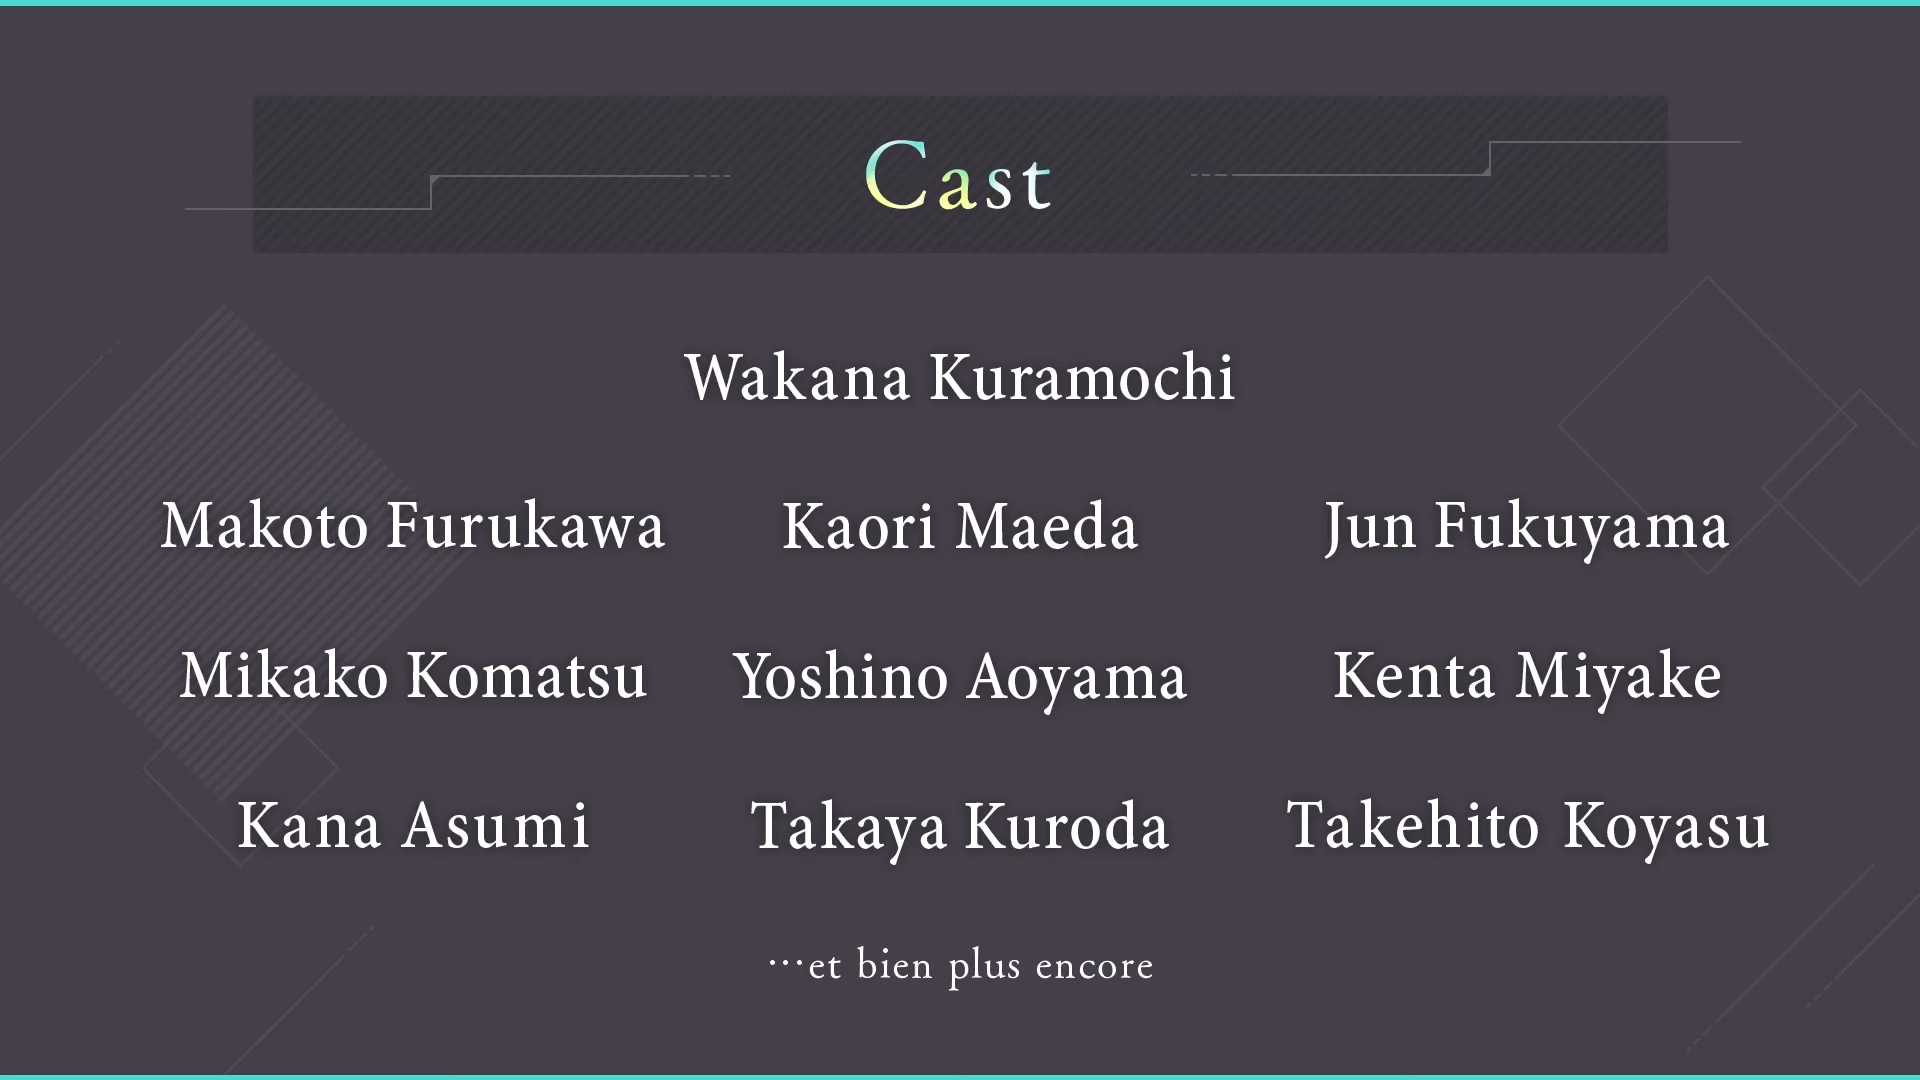 Cast
Wakana Kuramochi
Makoto Furukawa Kaori Maeda Jun Fukuyama
Mikako Komatsu Yoshino Aoyama Kenta Miyake
Kana Asumi Takaya Kuroda Takehito Koyasu
…et bien plus encore